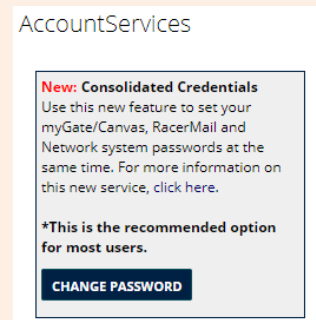 AccountServices
New: Consolidated Credentials
Use this new feature to set your
myGate/Canvas, RacerMail and
Network system passwords at the
same time. For more information on
this new service, click here.
*This is the recommended option
for most users.
CHANGE PASSWORD